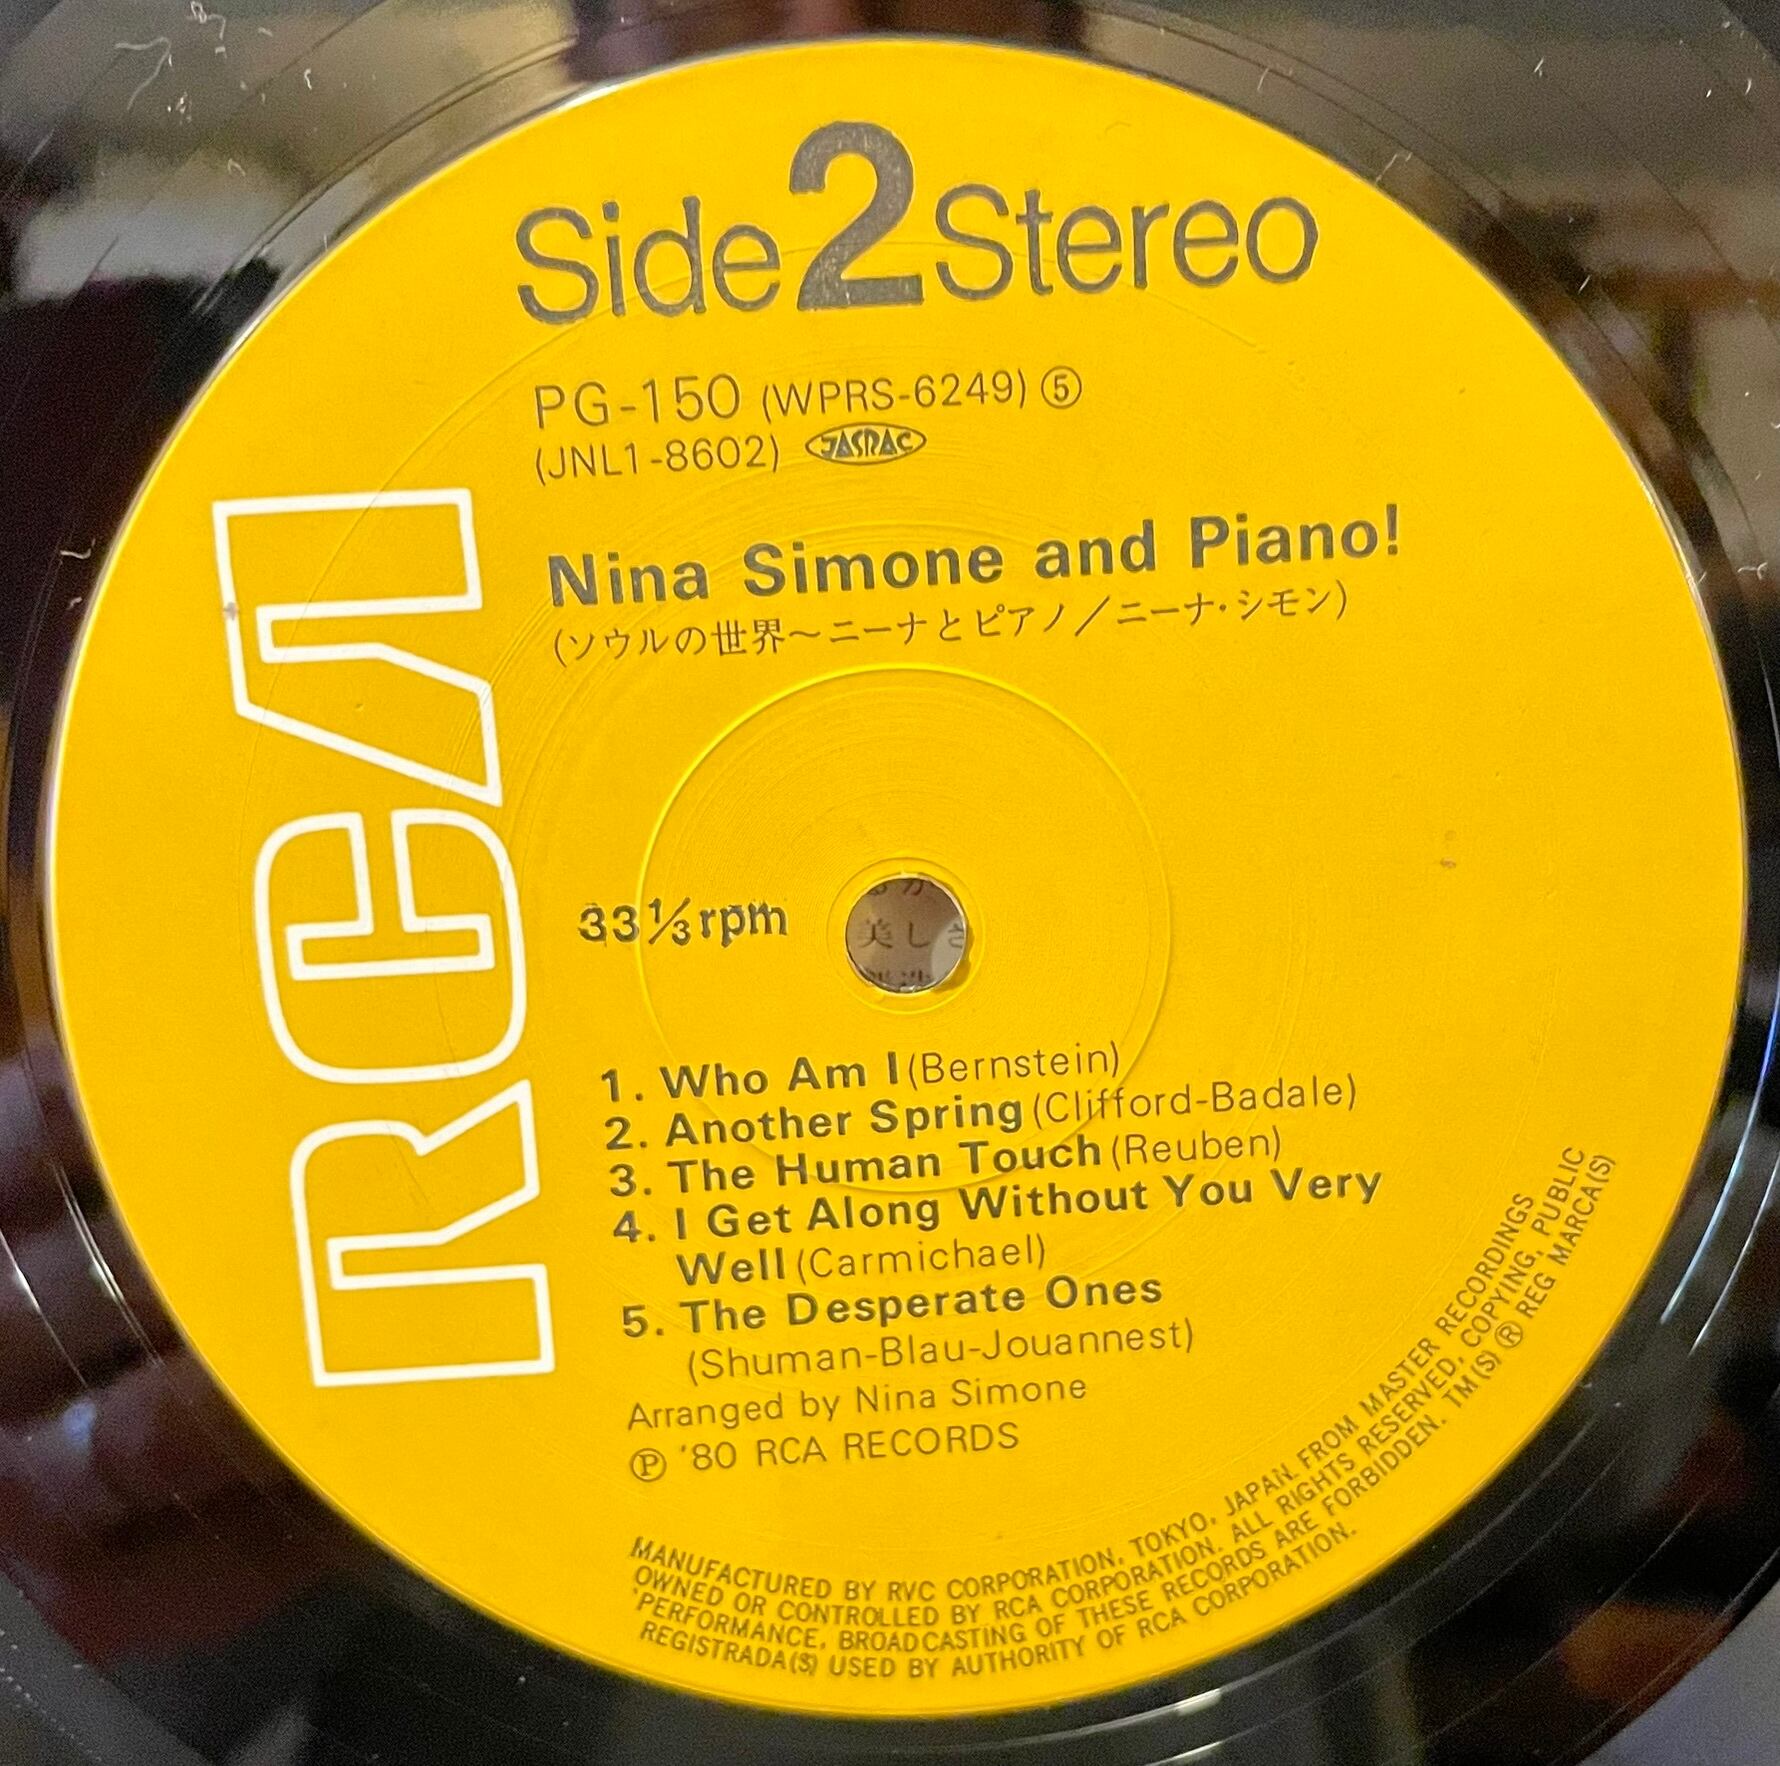 Side 2 Stereo
PG-150 (WPRS-6249) ⑤
(JNL1-8602) JASRAC
Nina Simone and Piano!
(ソウルの世界〜ニーナとピアノ／ニーナ・シモン)
RCA
33⅓ rpm
美しさ
1. Who Am I (Bernstein)
2. Another Spring (Clifford-Badale)
3. The Human Touch (Reuben)
4. I Get Along Without You Very
Well (Carmichael)
5. The Desperate Ones
(Shuman-Blau-Jouannest)
Arranged by Nina Simone
℗ '80 RCA RECORDS
MANUFACTURED BY RVC CORPORATION, TOKYO, JAPAN FROM MASTER RECORDINGS
OWNED OR CONTROLLED BY RCA CORPORATION. ALL RIGHTS RESERVED, COPYING, PUBLIC
'PERFORMANCE, BROADCASTING OF THESE RECORDS ARE FORBIDDEN. TM(S) ® REG MARCA(S)
REGISTRADA(S) USED BY AUTHORITY OF RCA CORPORATION.